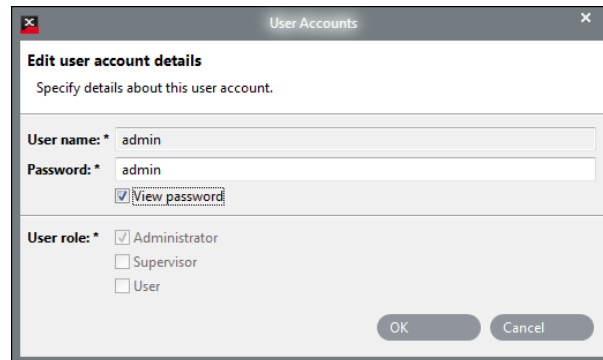 User Accounts
Edit user account details
Specify details about this user account.
User name: * admin
Password: * admin
View password
User role: * Administrator
Supervisor
User
OK Cancel